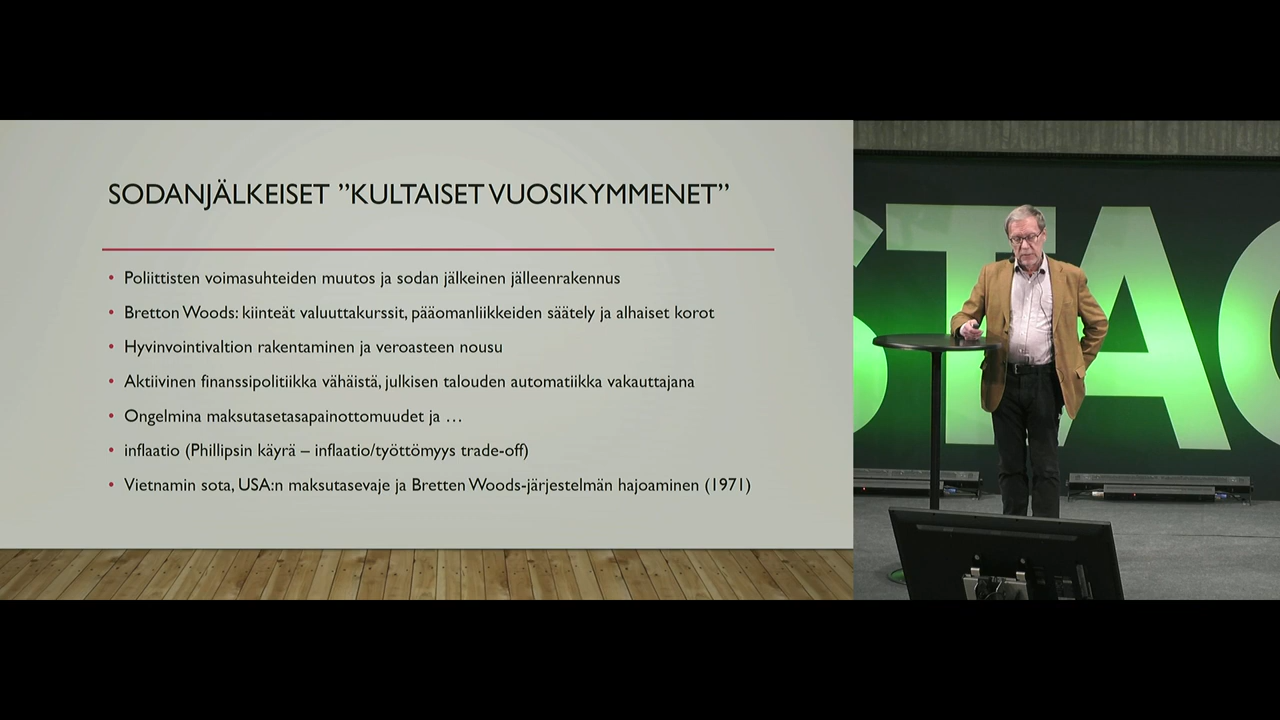 SODANJÄLKEISET ”KULTAISET VUOSIKYMMENET”
• Poliittisten voimasuhteiden muutos ja sodan jälkeinen jälleenrakennus
• Bretton Woods: kiinteät valuuttakurssit, pääomanliikkeiden säätely ja alhaiset korot
• Hyvinvointivaltion rakentaminen ja veroasteen nousu
• Aktiivinen finanssipolitiikka vähäistä, julkisen talouden automatiikka vakauttajana
• Ongelmina maksutasetasapainottomuudet ja …
• inflaatio (Phillipsin käyrä – inflaatio/työttömyys trade-off)
• Vietnamin sota, USA:n maksutasevaje ja Bretten Woods-järjestelmän hajoaminen (1971)
STA